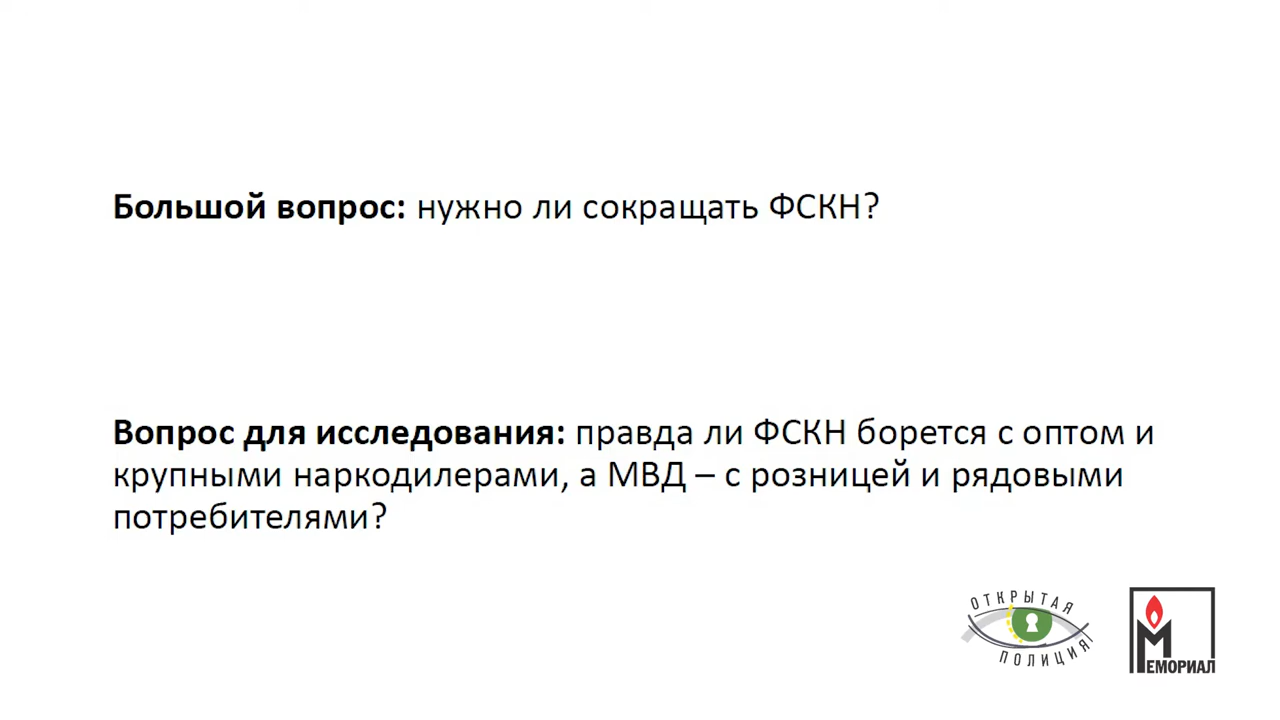 Большой вопрос: нужно ли сокращать ФСКН?
Вопрос для исследования: правда ли ФСКН борется с оптом и
крупными наркодилерами, а МВД – с розницей и рядовыми
потребителями?
ОТКРЫТАЯ
ПОЛИЦИЯ
МЕМОРИАЛ